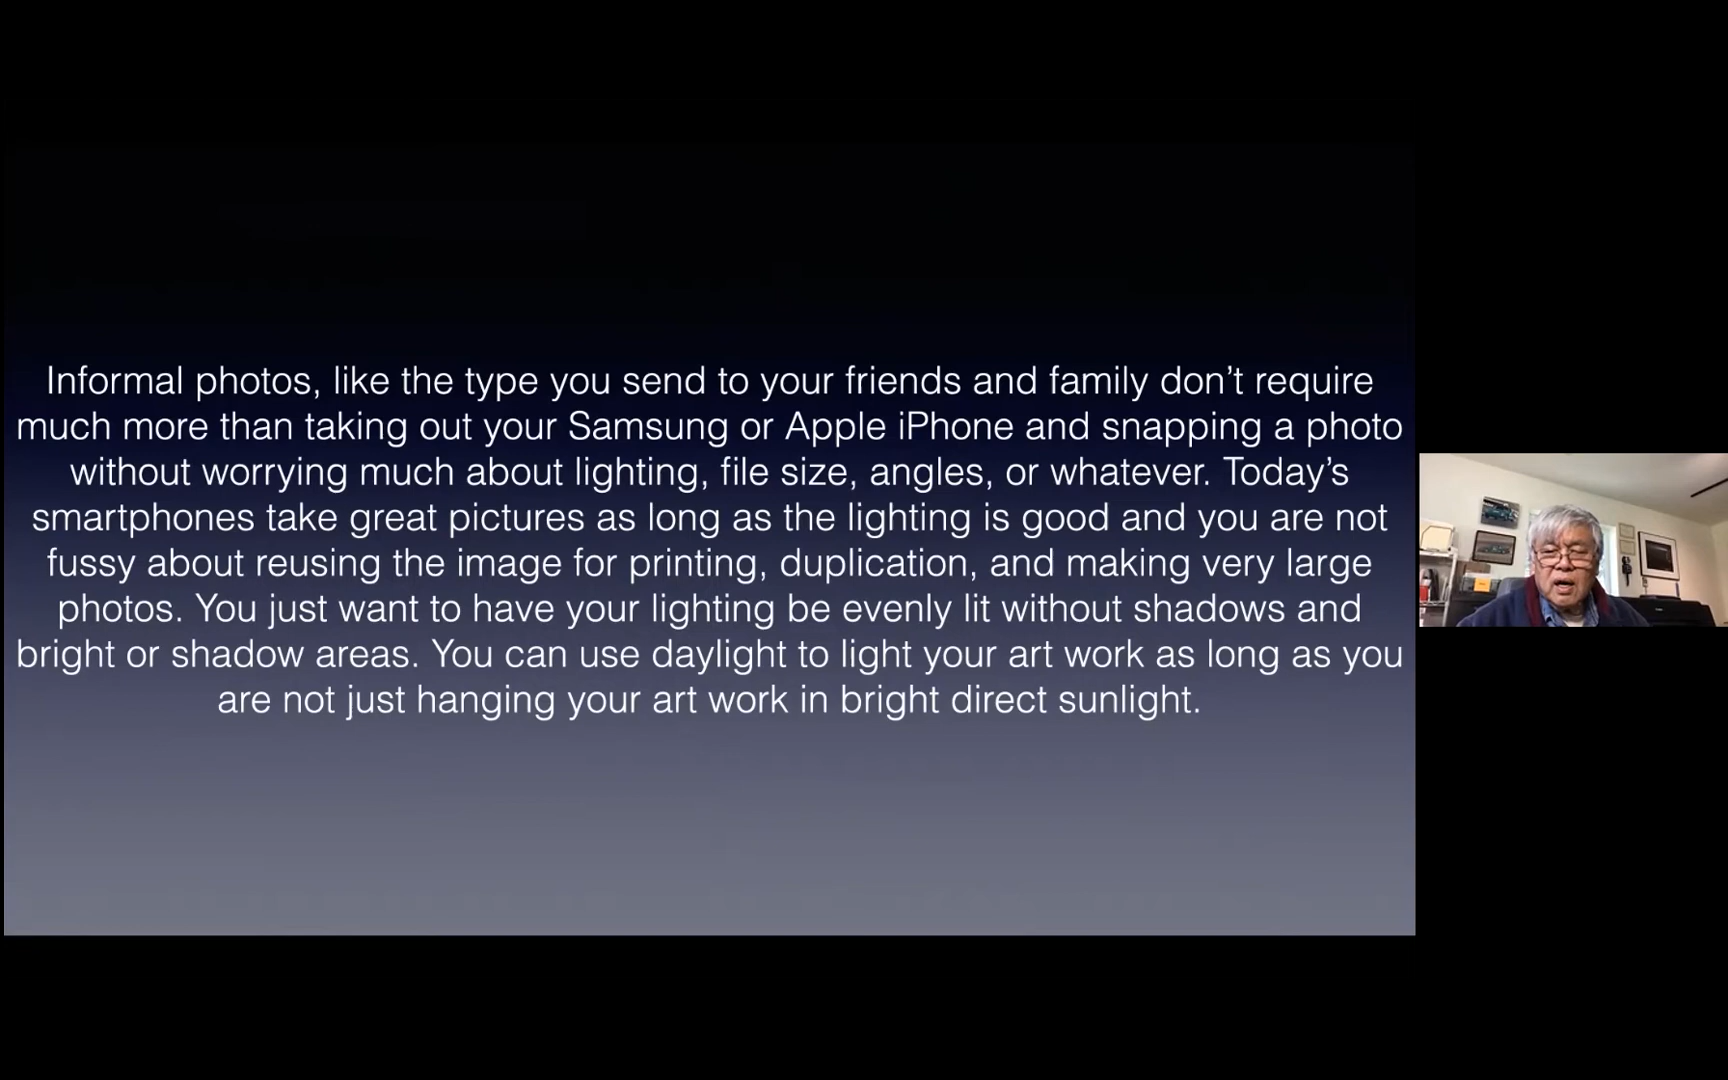 Informal photos, like the type you send to your friends and family don’t require
much more than taking out your Samsung or Apple iPhone and snapping a photo
without worrying much about lighting, file size, angles, or whatever. Today’s
smartphones take great pictures as long as the lighting is good and you are not
fussy about reusing the image for printing, duplication, and making very large
photos. You just want to have your lighting be evenly lit without shadows and
bright or shadow areas. You can use daylight to light your art work as long as you
are not just hanging your art work in bright direct sunlight.